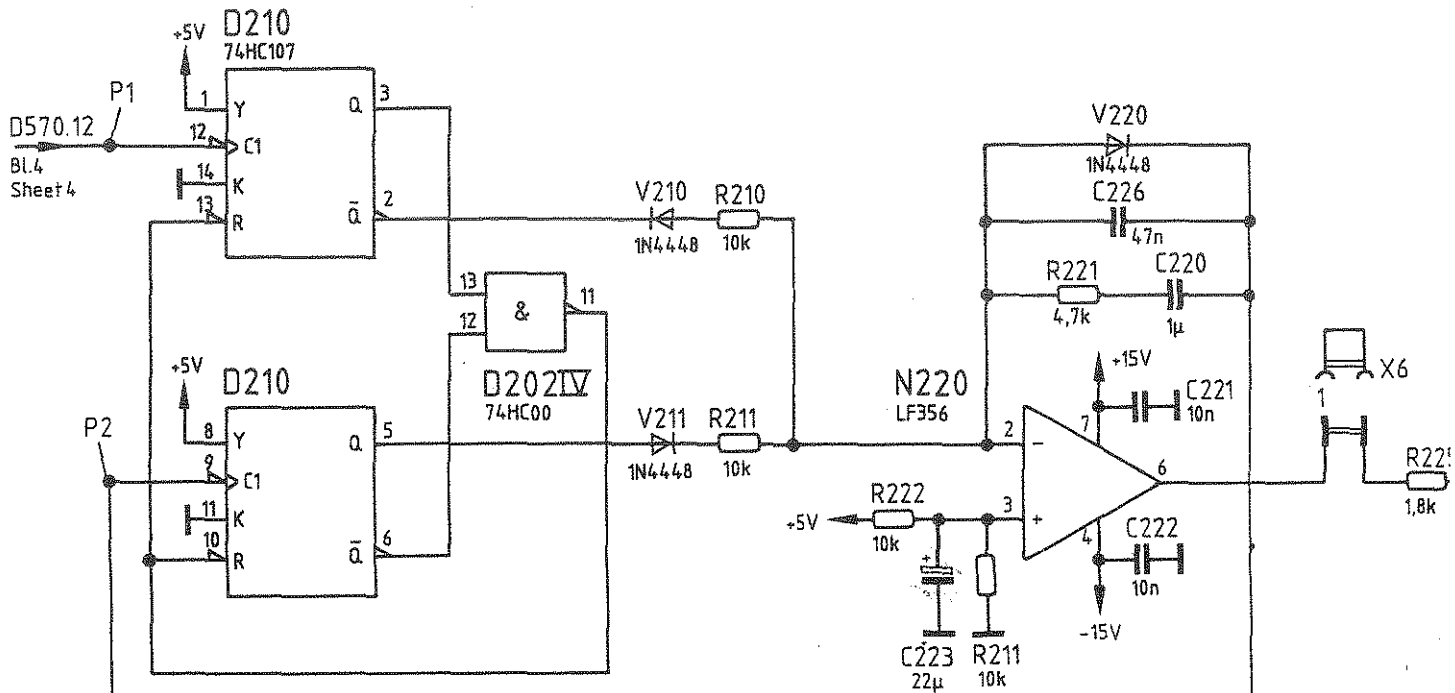 D210
74HC107
+5V
P1
1 Y Q 3
D570.12
12 C1
Bl.4
Sheet 4
14 K
13 R
Q 2
V210 R210
1N4448 10k
V220
1N4448
C226
47n
R221 C220
4,7k 1µ
13
& 11
12
D202IV
74HC00
+5V
D210
P2
8 Y Q 5
9 C1
11 K
10 R
Q 6
V211 R211
1N4448 10k
N220
LF356
+15V
C221
10n
2 −
7
6
3 +
4
C222
10n
-15V
R222
+5V
10k
+
C223
22µ
R211
10k
1 X6
R225
1,8k